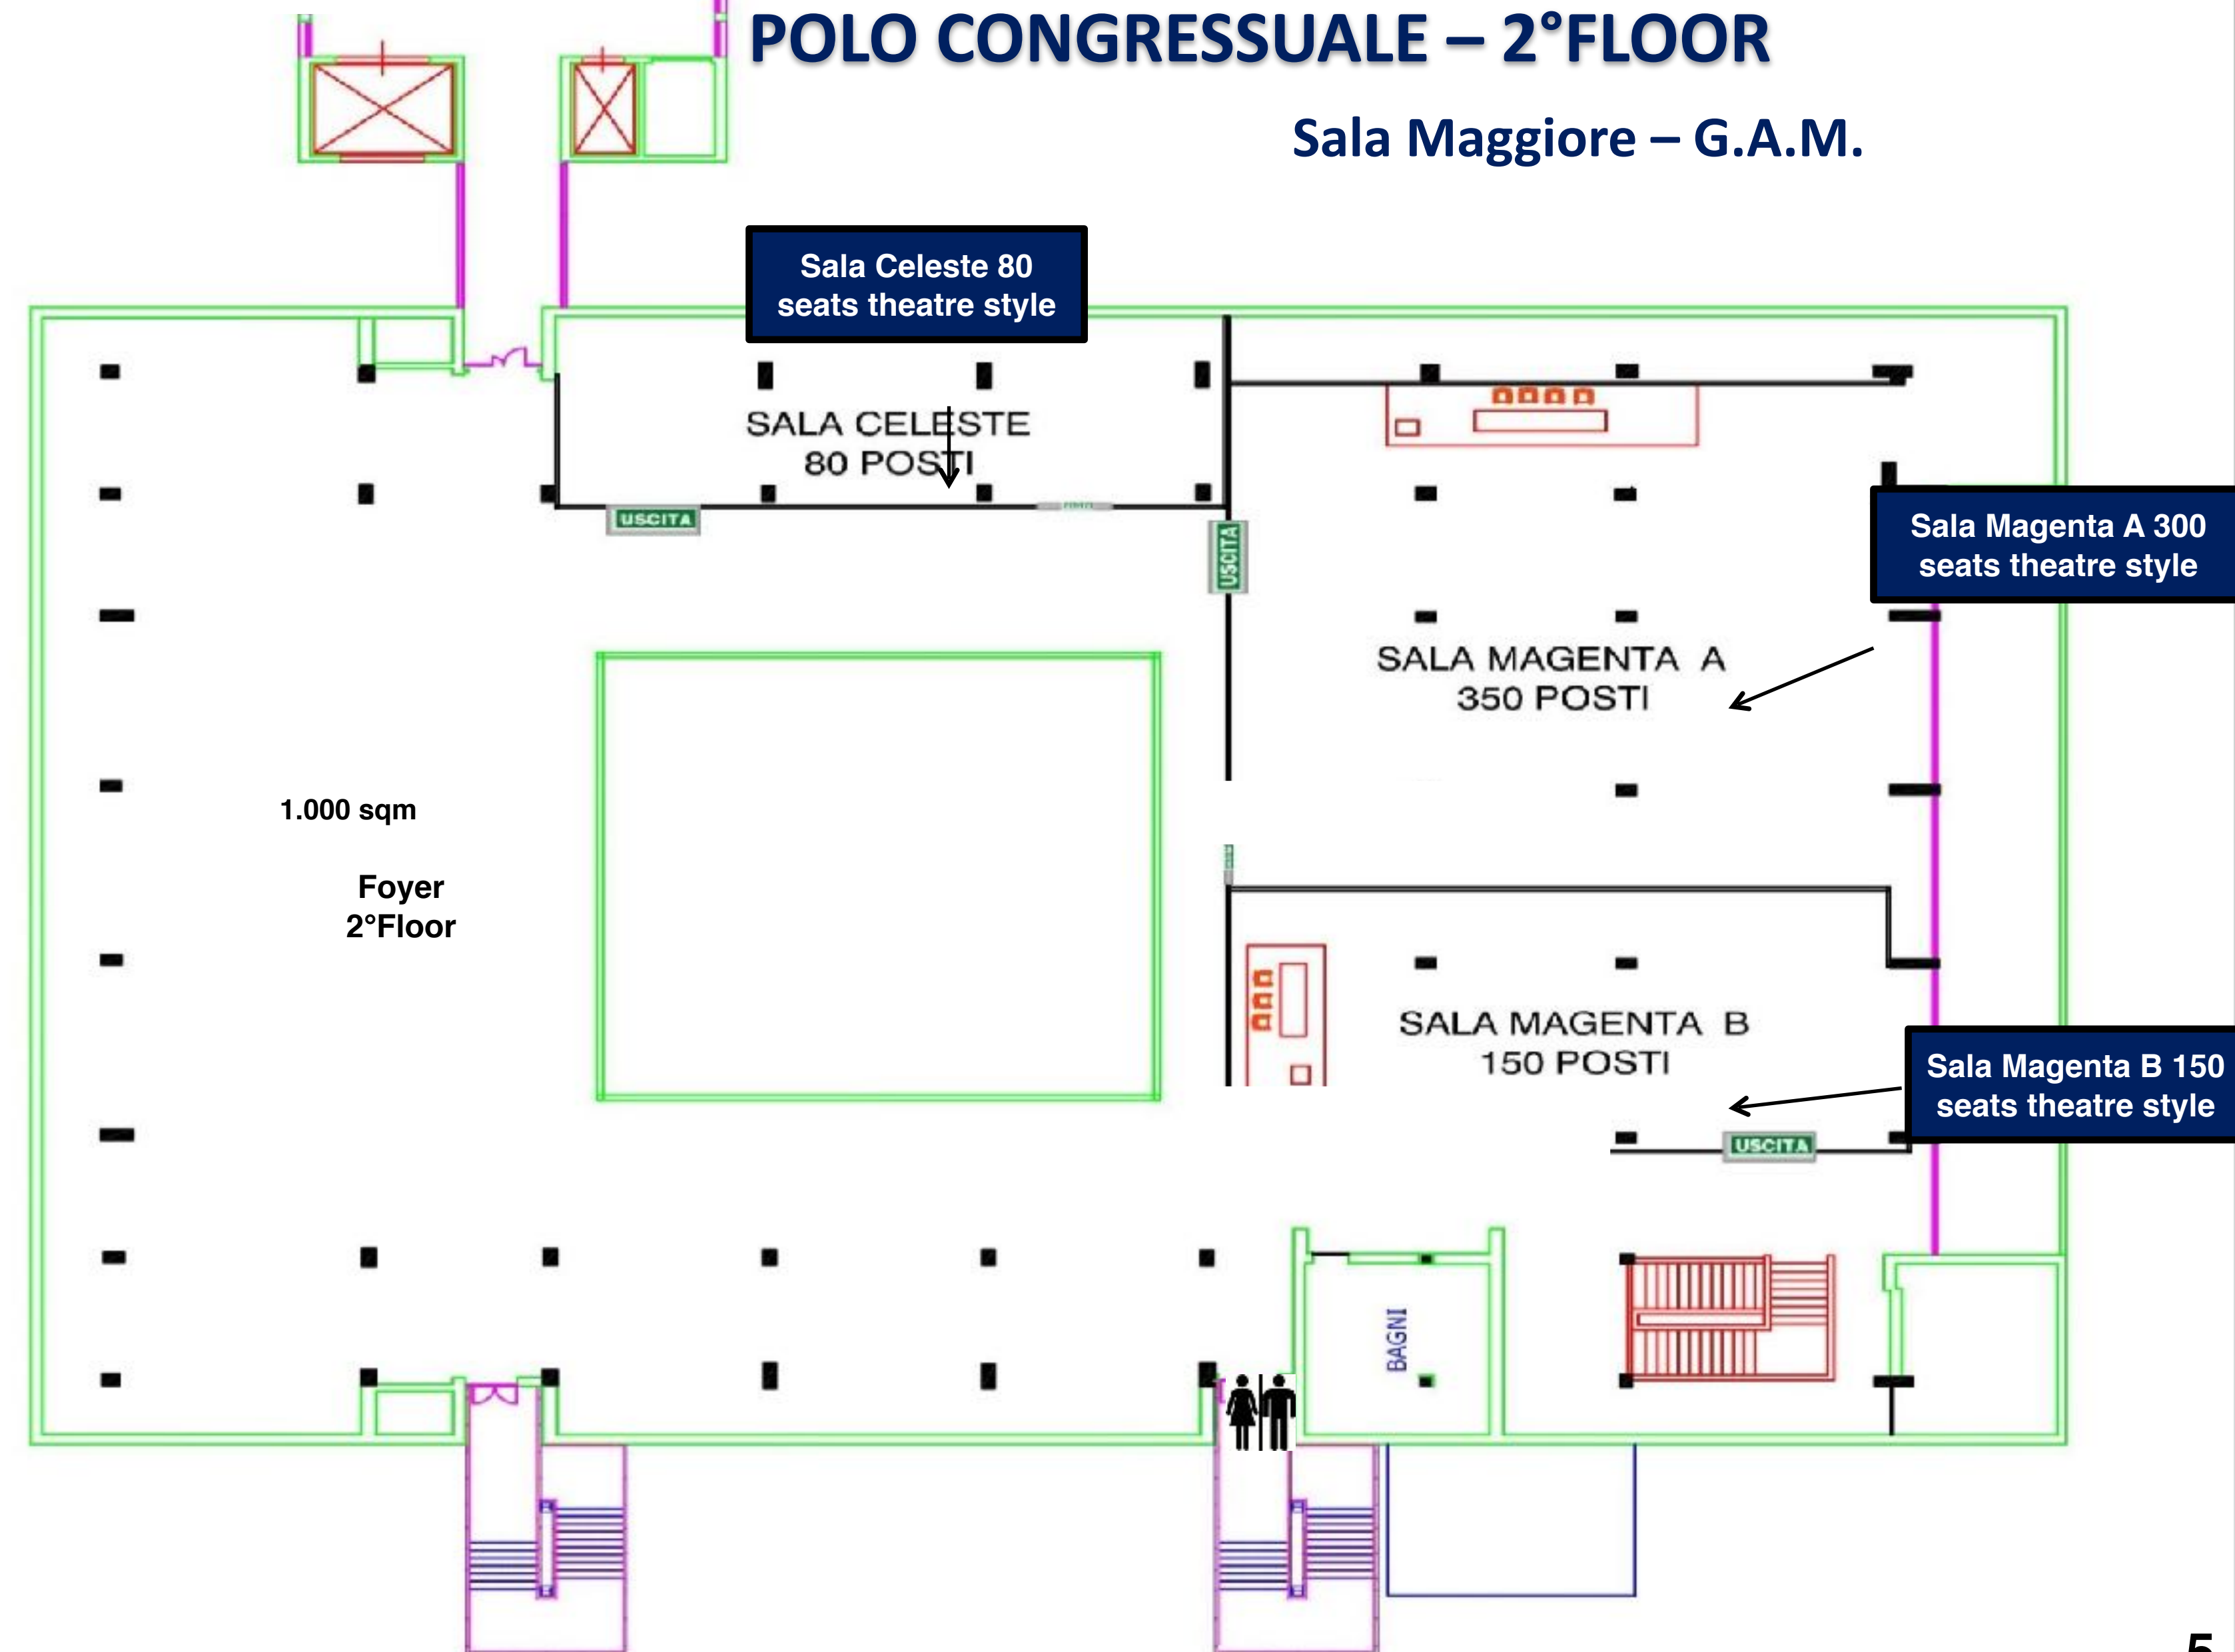 POLO CONGRESSUALE – 2°FLOOR
Sala Maggiore – G.A.M.
Sala Celeste 80
seats theatre style
SALA CELESTE
80 POSTI
USCITA
USCITA
Sala Magenta A 300
seats theatre style
SALA MAGENTA A
350 POSTI
1.000 sqm
Foyer
2°Floor
SALA MAGENTA B
150 POSTI
Sala Magenta B 150
seats theatre style
USCITA
BAGNI
5